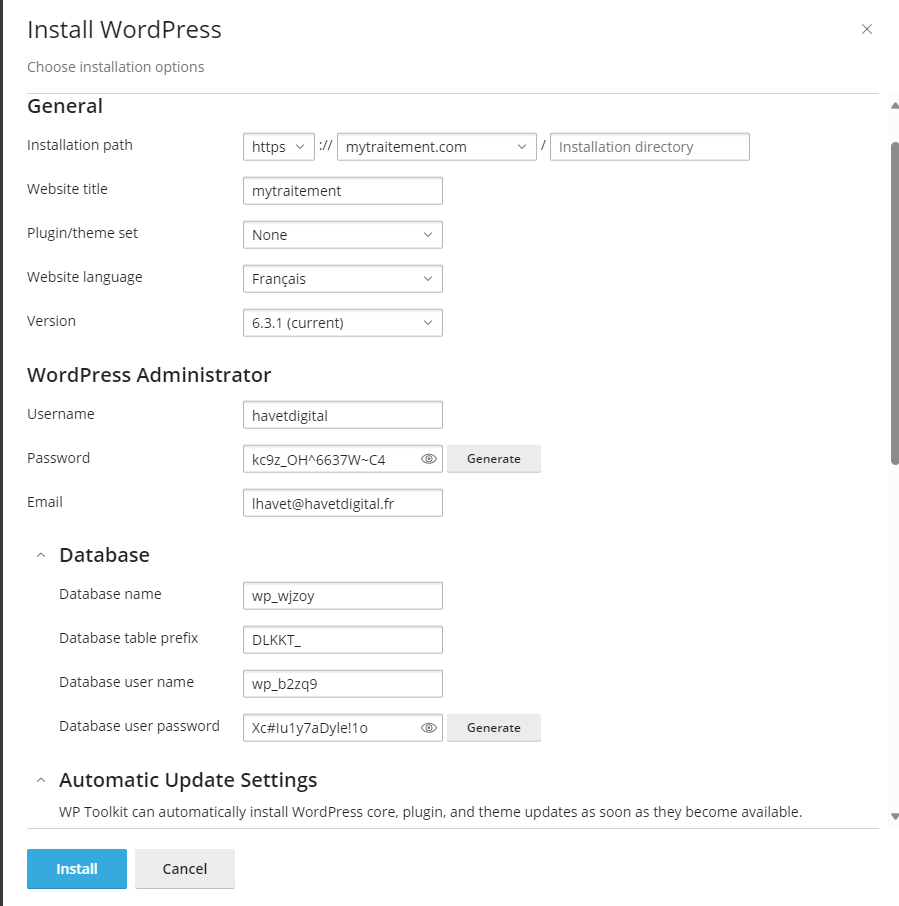 Install WordPress
Choose installation options
General
Installation path https :// mytraitement.com / Installation directory
Website title mytraitement
Plugin/theme set None
Website language Français
Version 6.3.1 (current)
WordPress Administrator
Username havetdigital
Password kc9z_OH^6637W~C4 Generate
Email lhavet@havetdigital.fr
Database
Database name wp_wjzoy
Database table prefix DLKKT_
Database user name wp_b2zq9
Database user password Xc#Iu1y7aDyle!1o Generate
Automatic Update Settings
WP Toolkit can automatically install WordPress core, plugin, and theme updates as soon as they become available.
Install Cancel